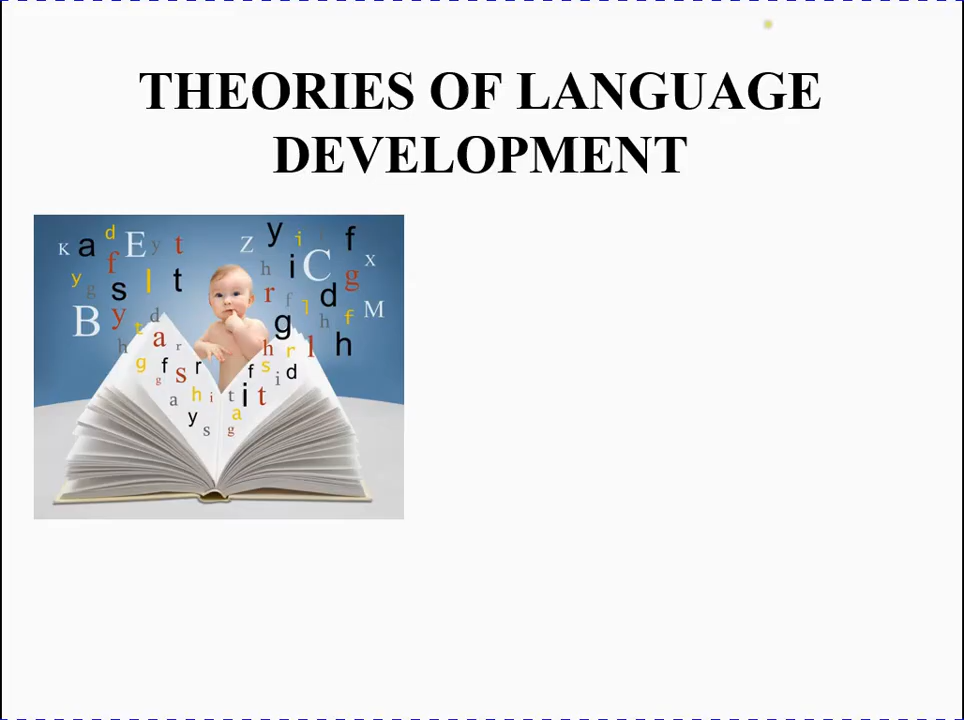 THEORIES OF LANGUAGE
DEVELOPMENT
K a d E y t z y i f
f h i C x
y g s l t r f l d g
B y t d g h f M
h a r h r l h
g f s r f s i d
g a h i t i t
y a
s g